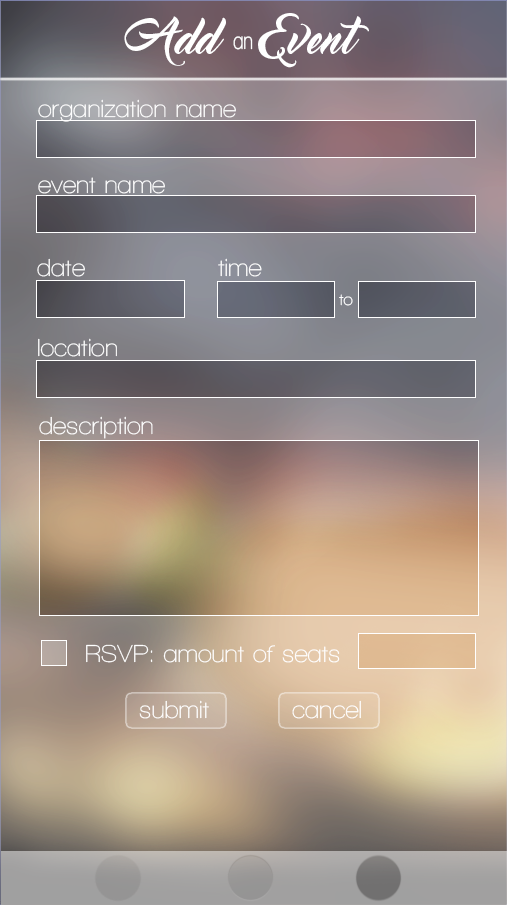 Add an Event
organization name
event name
date time
to
location
description
RSVP: amount of seats
submit cancel